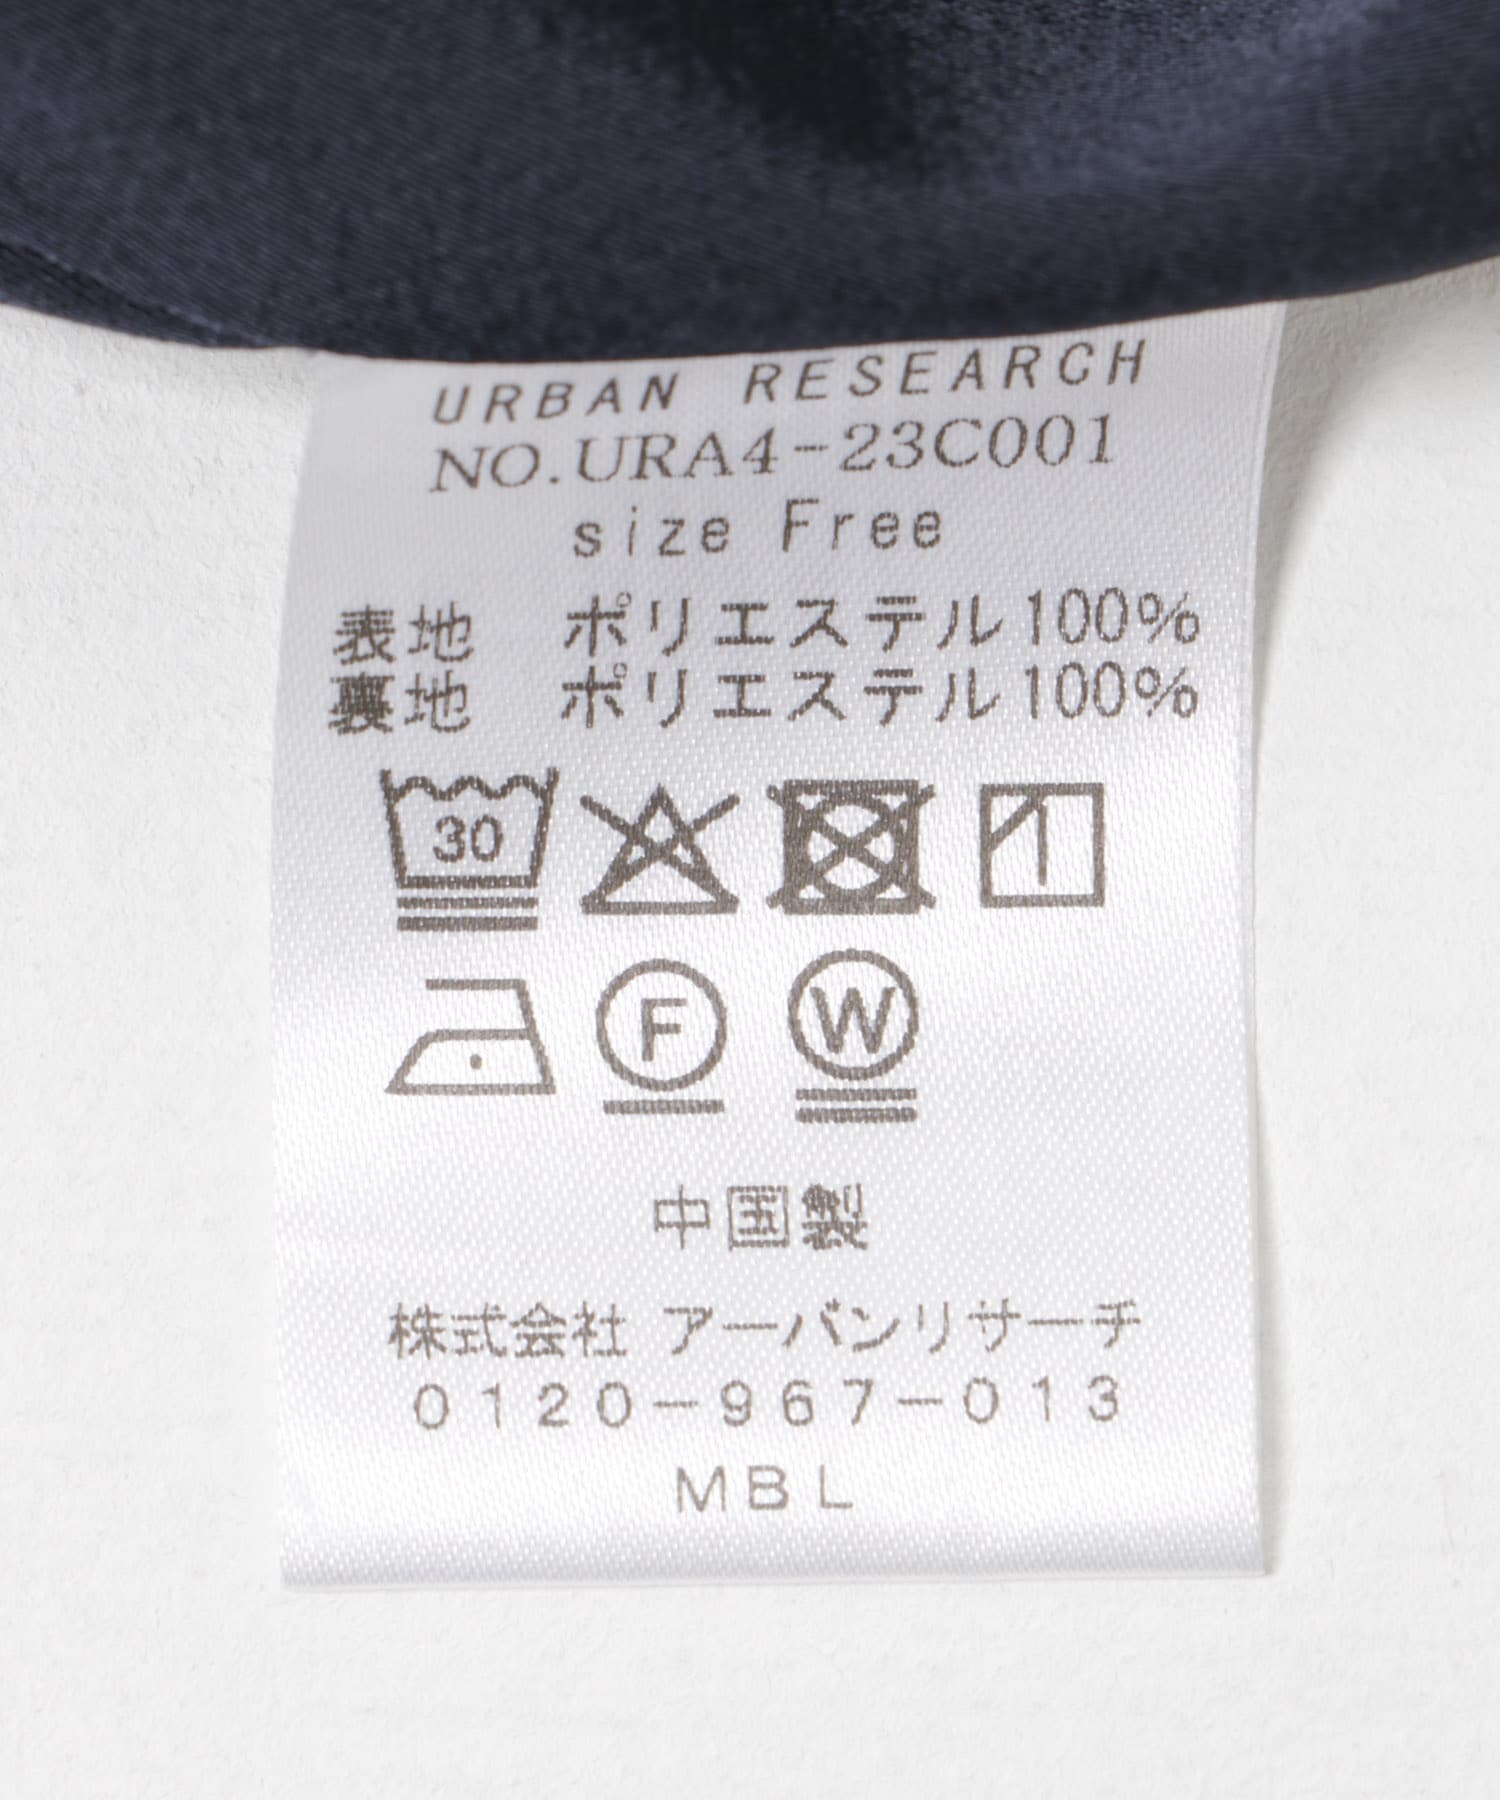 URBAN RESEARCH
NO.URA4-23C001
size Free
表地 ポリエステル100%
裏地 ポリエステル100%
30
F W
中国製
株式会社 アーバンリサーチ
0120-967-013
MBL